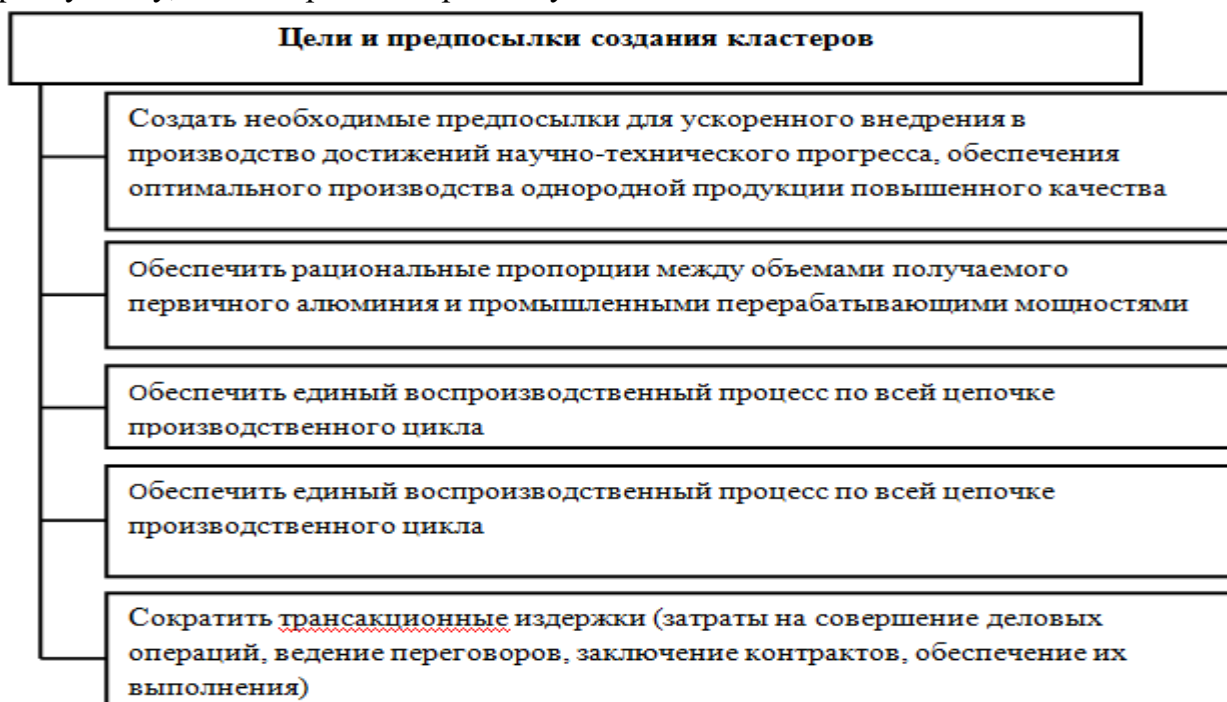 Цели и предпосылки создания кластеров
Создать необходимые предпосылки для ускоренного внедрения в
производство достижений научно-технического прогресса, обеспечения
оптимального производства однородной продукции повышенного качества
Обеспечить рациональные пропорции между объемами получаемого
первичного алюминия и промышленными перерабатывающими мощностями
Обеспечить единый воспроизводственный процесс по всей цепочке
производственного цикла
Обеспечить единый воспроизводственный процесс по всей цепочке
производственного цикла
Сократить трансакционные издержки (затраты на совершение деловых
операций, ведение переговоров, заключение контрактов, обеспечение их
выполнения)